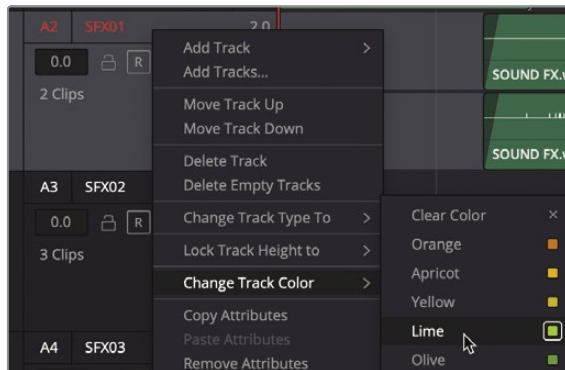 A2 SFX01 2.0
0.0 R
2 Clips
A3 SFX02
0.0 R
3 Clips
A4 SFX03
Add Track
Add Tracks...
Move Track Up
Move Track Down
Delete Track
Delete Empty Tracks
Change Track Type To
Lock Track Height to
Change Track Color
Copy Attributes
Paste Attributes
Remove Attributes
Clear Color
Orange
Apricot
Yellow
Lime
Olive
SOUND FX.
SOUND FX.